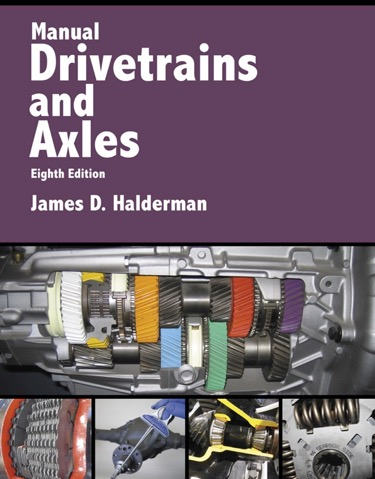 Manual
Drivetrains
and
Axles
Eighth Edition
James D. Halderman